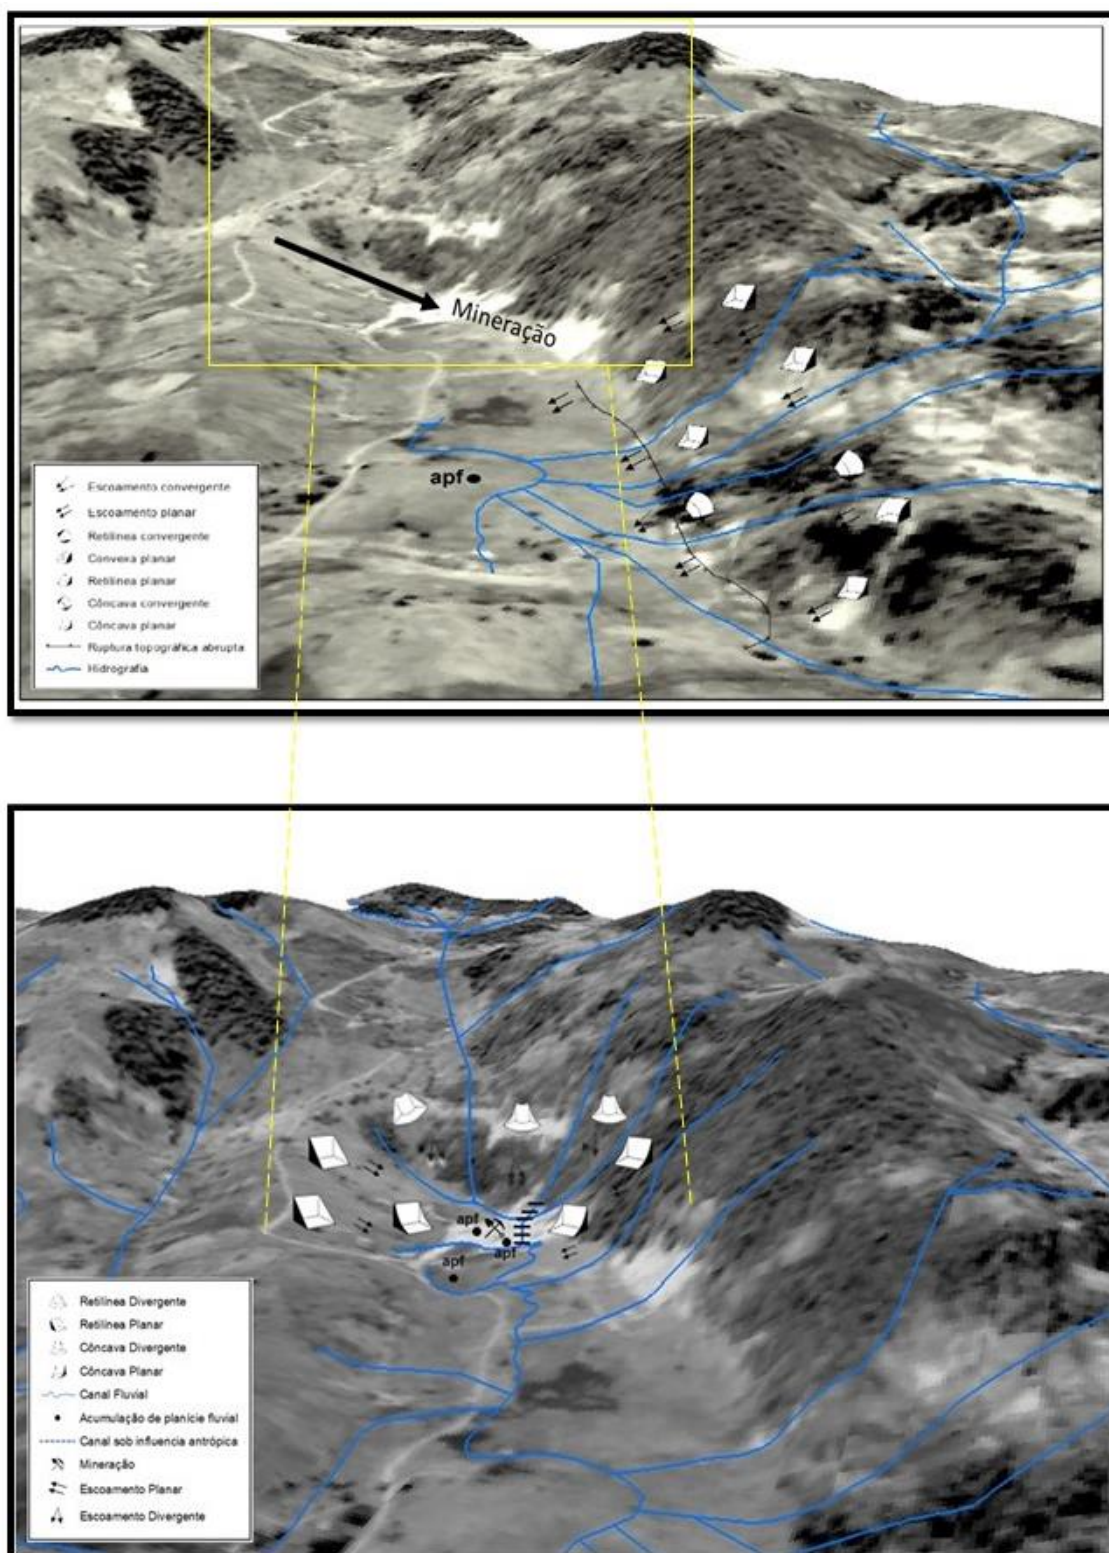 Mineração
apf
Escoamento convergente
Escoamento planar
Retilínea convergente
Convexa planar
Retilínea planar
Côncava convergente
Côncava planar
Ruptura topográfica abrupta
Hidrografia
apf
apf
apf
Retilínea Divergente
Retilínea Planar
Côncava Divergente
Côncava Planar
Canal Fluvial
Acumulação de planície fluvial
Canal sob influencia antrópica
Mineração
Escoamento Planar
Escoamento Divergente